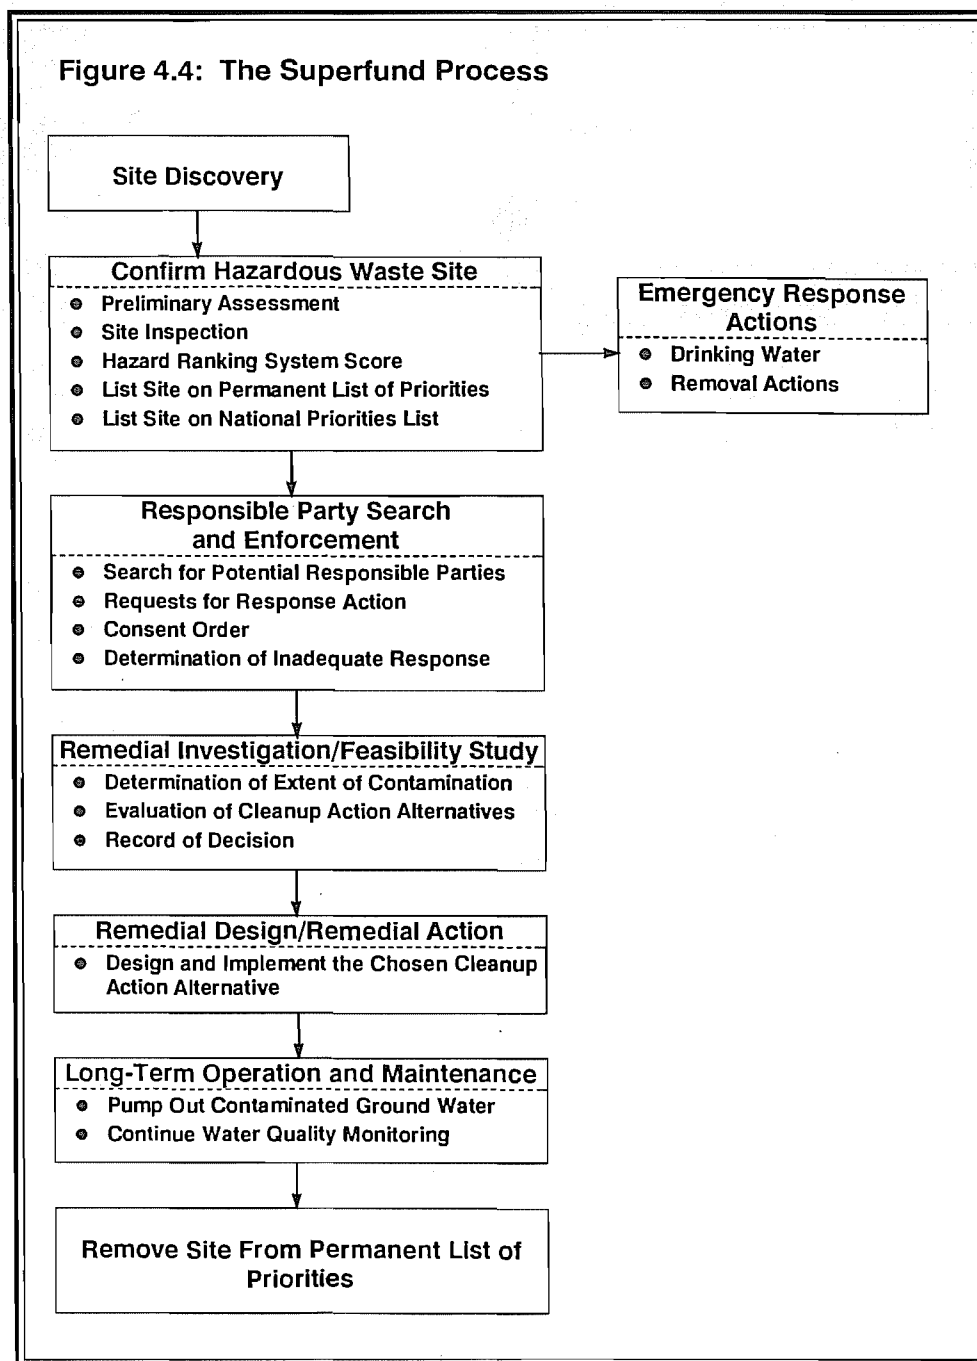 Figure 4.4: The Superfund Process
Site Discovery
Confirm Hazardous Waste Site
Preliminary Assessment
Site Inspection
Hazard Ranking System Score
List Site on Permanent List of Priorities
List Site on National Priorities List
Emergency Response
Actions
Drinking Water
Removal Actions
Responsible Party Search
and Enforcement
Search for Potential Responsible Parties
Requests for Response Action
Consent Order
Determination of Inadequate Response
Remedial Investigation/Feasibility Study
Determination of Extent of Contamination
Evaluation of Cleanup Action Alternatives
Record of Decision
Remedial Design/Remedial Action
Design and Implement the Chosen Cleanup
Action Alternative
Long-Term Operation and Maintenance
Pump Out Contaminated Ground Water
Continue Water Quality Monitoring
Remove Site From Permanent List of
Priorities